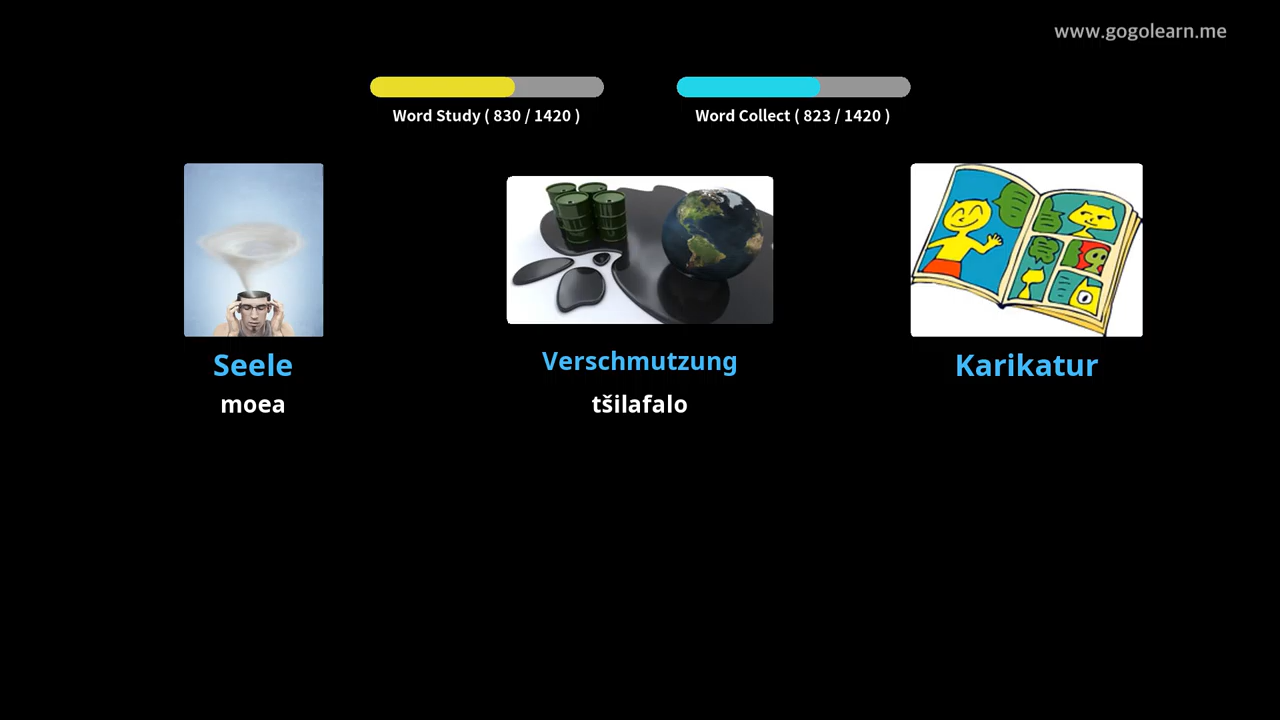 www.gogolearn.me
Word Study ( 830 / 1420 )
Word Collect ( 823 / 1420 )
Seele
Verschmutzung
Karikatur
moea
tšilafalo